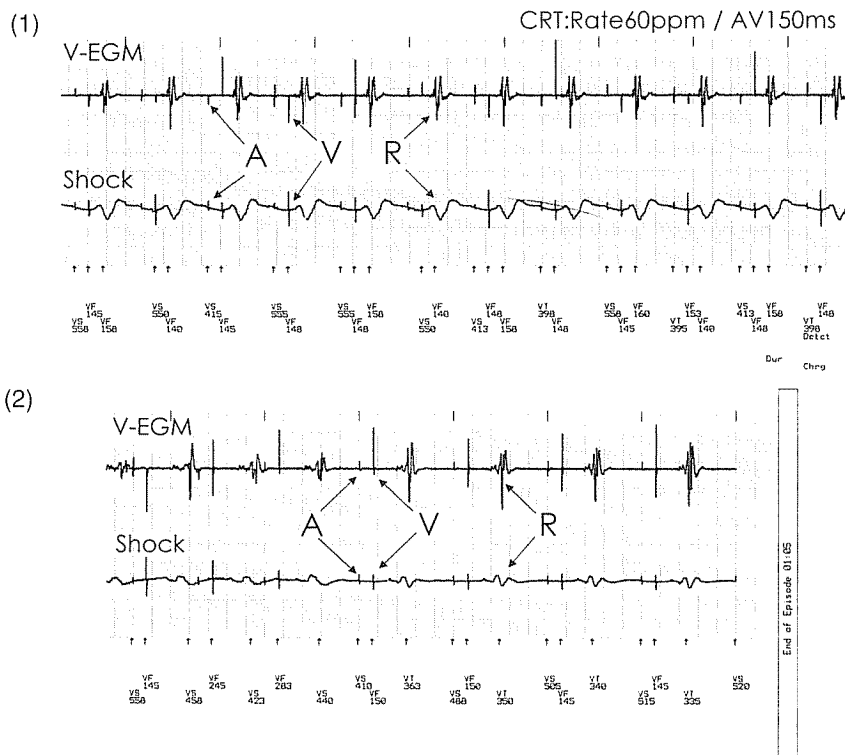 (1)
CRT:Rate60ppm / AV150ms
V-EGM
A V R
Shock
VF 145 VS 550 VS 415 VS 555 VS 555 VF 158 VF 140 VF 148 VT 398 VS 558 VF 160 VF 153 VS 413 VF 158 VF 148
VS 558 VF 158 VF 140 VF 145 VF 148 VF 148 VS 550 VS 413 VF 158 VF 148 VF 145 VT 395 VF 140 VF 148 VT 398
Detct
Dur
Chrg
(2)
V-EGM
A V R
Shock
End of Episode 01:05
VF 145 VF 245 VF 283 VS 410 VT 363 VF 150 VS 505 VT 340 VF 145 VS 520
VS 558 VS 458 VS 423 VS 440 VF 150 VS 488 VT 350 VF 145 VS 515 VT 335